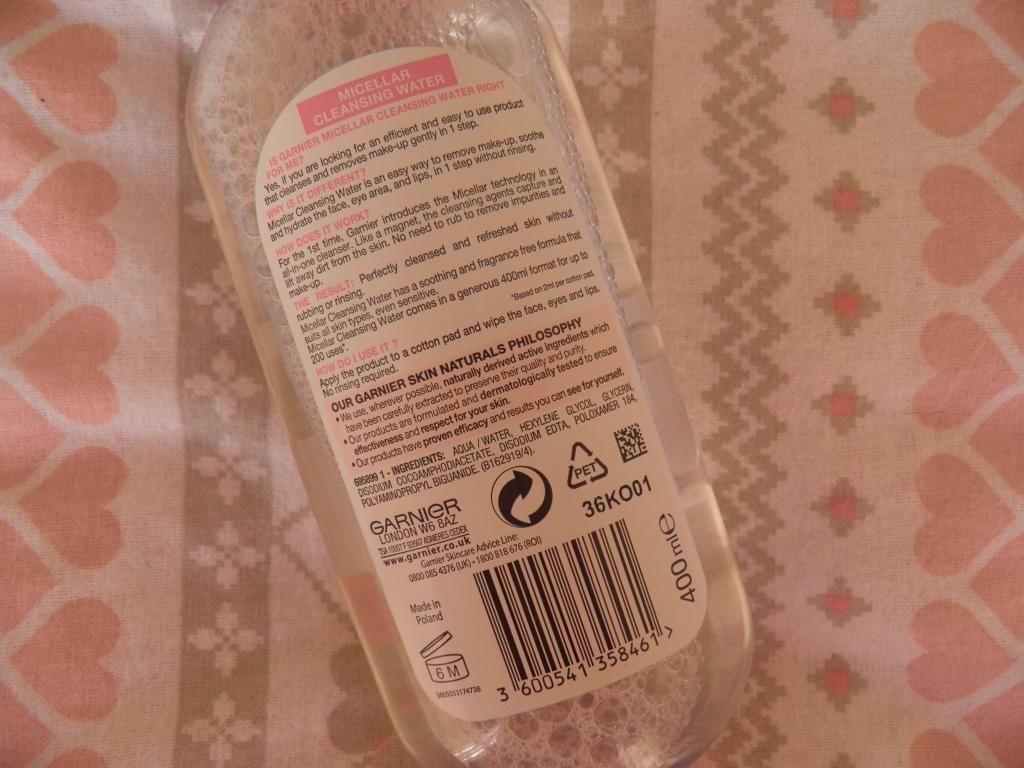 MICELLAR
CLEANSING WATER
IS GARNIER MICELLAR CLEANSING WATER RIGHT
FOR ME?
Yes, if you are looking for an efficient and easy to use product
that cleanses and removes make-up gently in 1 step.
WHY IS IT DIFFERENT?
Micellar Cleansing Water is an easy way to remove make-up, soothe
and hydrate the face, eye area, and lips, in 1 step without rinsing.
HOW DOES IT WORK?
For the 1st time, Garnier introduces the Micellar technology in an
all-in-one cleanser. Like a magnet, the cleansing agents capture and
lift away dirt from the skin. No need to rub to remove impurities and
make-up.
THE RESULT: Perfectly cleansed and refreshed skin without
rubbing or rinsing.
Micellar Cleansing Water has a soothing and fragrance free formula that
suits all skin types, even sensitive.
Micellar Cleansing Water comes in a generous 400ml format for up to
200 uses*.
*Based on 2ml per cotton pad.
HOW DO I USE IT ?
Apply the product to a cotton pad and wipe the face, eyes and lips.
No rinsing required.
OUR GARNIER SKIN NATURALS PHILOSOPHY
• We use, wherever possible, naturally derived active ingredients which
have been carefully extracted to preserve their quality and purity.
• Our products are formulated and dermatologically tested to ensure
effectiveness and respect for your skin.
• Our products have proven efficacy and results you can see for yourself.
695899 1 - INGREDIENTS: AQUA / WATER, HEXYLENE GLYCOL, GLYCERIN,
DISODIUM COCOAMPHODIACETATE, DISODIUM EDTA, POLOXAMER 184,
POLYAMINOPROPYL BIGUANIDE. (B162919/4).
PET
36KO01
GARNIER
LONDON W6 8AZ
TSA 10007 F 92667 ASNIERES CEDEX
www.garnier.co.uk
Garnier Skincare Advice Line:
0800 085 4376 (UK) • 1800 818 676 (ROI)
400 ml e
Made in
Poland
6 M
3600541358461 >